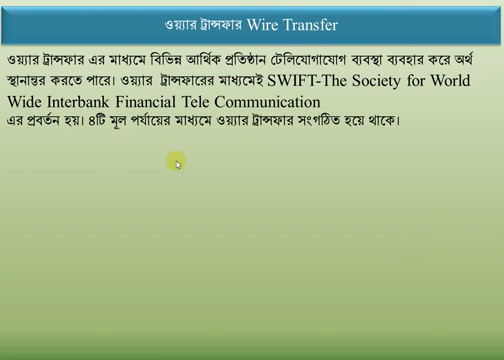 ওয়্যার ট্রান্সফার Wire Transfer
ওয়্যার ট্রান্সফার এর মাধ্যমে বিভিন্ন আর্থিক প্রতিষ্ঠান টেলিযোগাযোগ ব্যবস্থা ব্যবহার করে অর্থ
স্থানান্তর করতে পারে। ওয়্যার ট্রান্সফারের মাধ্যমেই SWIFT-The Society for World
Wide Interbank Financial Tele Communication
এর প্রবর্তন হয়। ৪টি মূল পর্যায়ের মাধ্যমে ওয়্যার ট্রান্সফার সংগঠিত হয়ে থাকে।